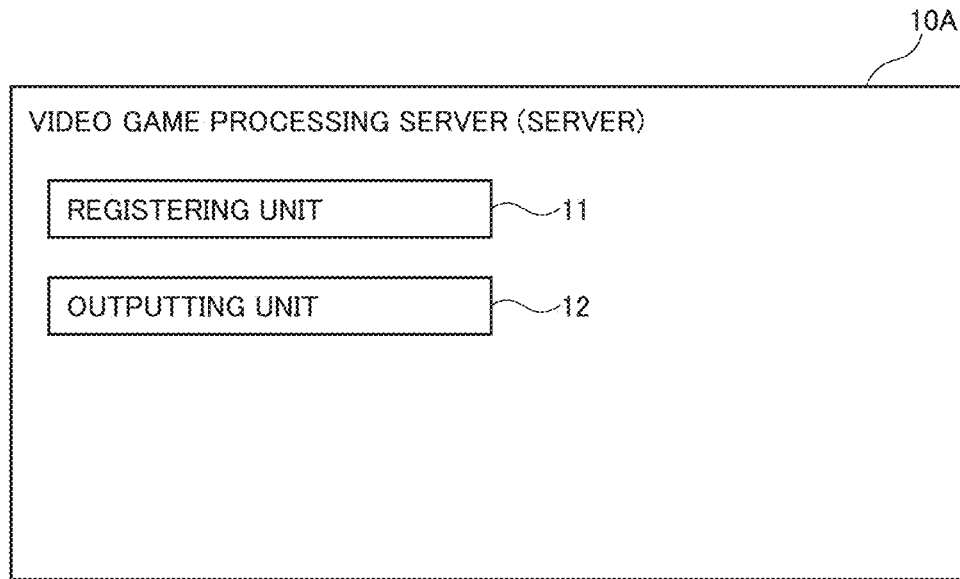 10A
VIDEO GAME PROCESSING SERVER (SERVER)
REGISTERING UNIT 11
OUTPUTTING UNIT 12